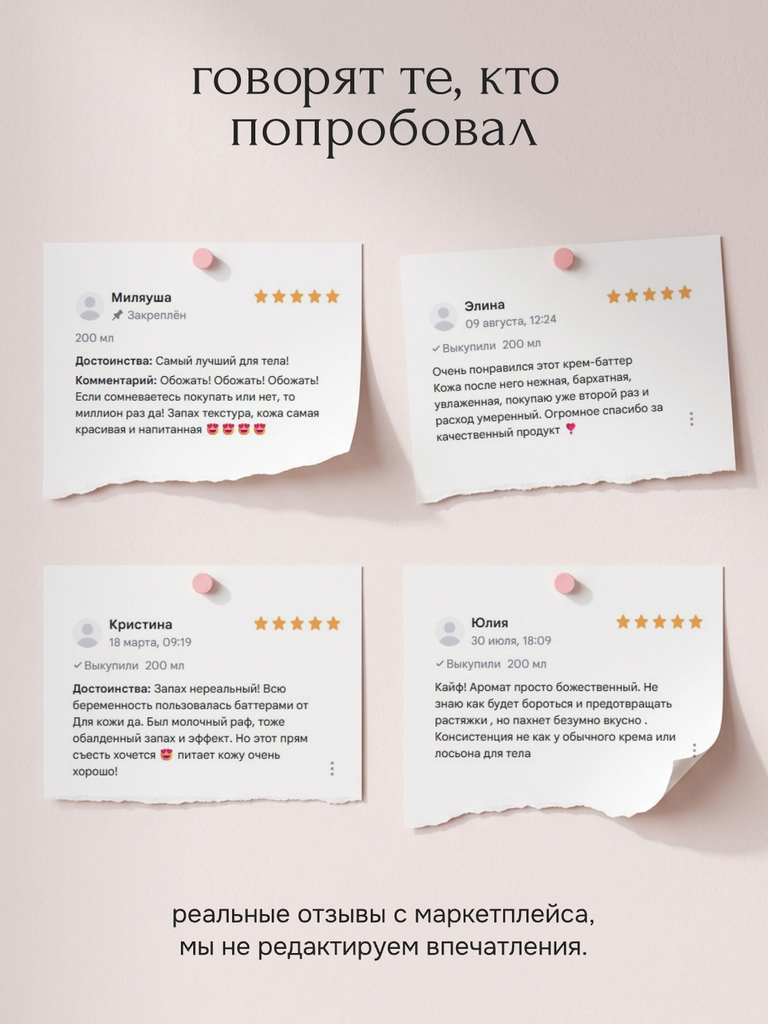 говорят те, кто
попробовал
Миляуша
Закреплён
200 мл
Достоинства: Самый лучший для тела!
Комментарий: Обожать! Обожать! Обожать!
Если сомневаетесь покупать или нет, то
миллион раз да! Запах текстура, кожа самая
красивая и напитанная 😍😍😍😍
Элина
09 августа, 12:24
✓ Выкупили 200 мл
Очень понравился этот крем-баттер
Кожа после него нежная, бархатная,
увлаженная, покупаю уже второй раз и
расход умеренный. Огромное спасибо за
качественный продукт ❣️
Кристина
18 марта, 09:19
✓ Выкупили 200 мл
Достоинства: Запах нереальный! Всю
беременность пользовалась баттерами от
Для кожи да. Был молочный раф, тоже
обалденный запах и эффект. Но этот прям
съесть хочется 😍 питает кожу очень
хорошо!
Юлия
30 июля, 18:09
✓ Выкупили 200 мл
Кайф! Аромат просто божественный. Не
знаю как будет бороться и предотвращать
растяжки , но пахнет безумно вкусно .
Консистенция не как у обычного крема или
лосьона для тела
реальные отзывы с маркетплейса,
мы не редактируем впечатления.